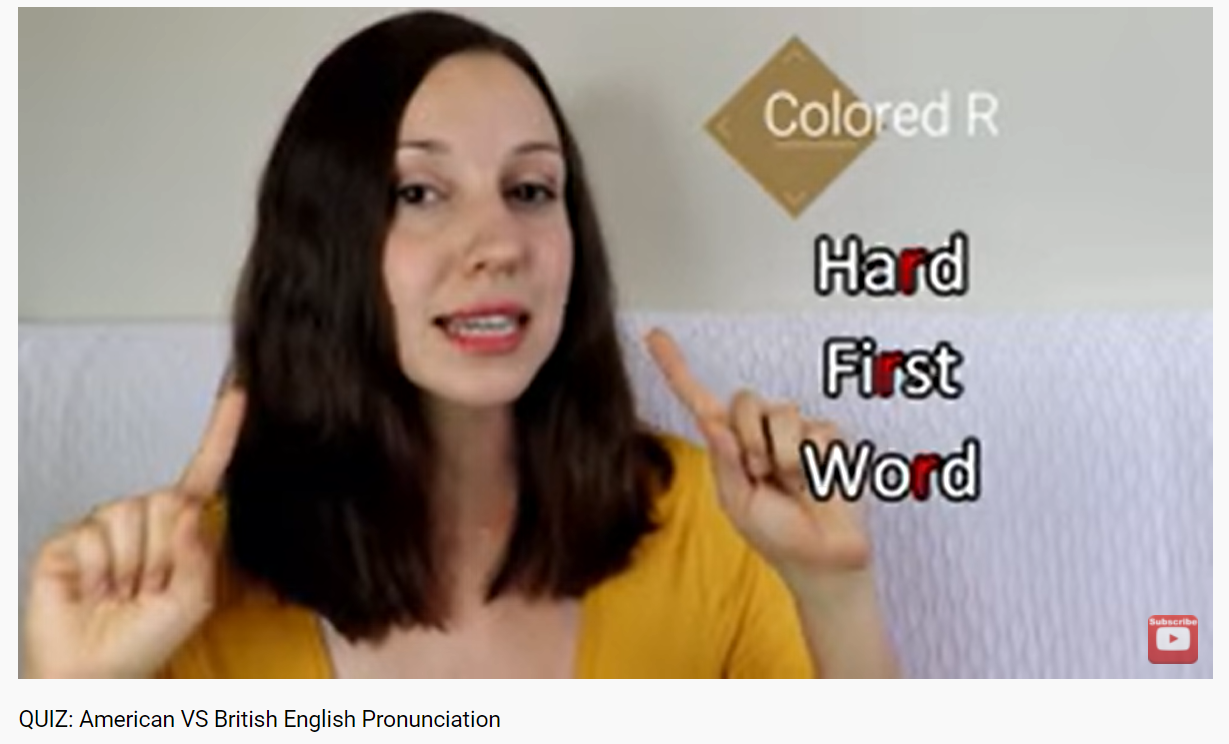 Colored R
Hard
First
Word
Subscribe
QUIZ: American VS British English Pronunciation